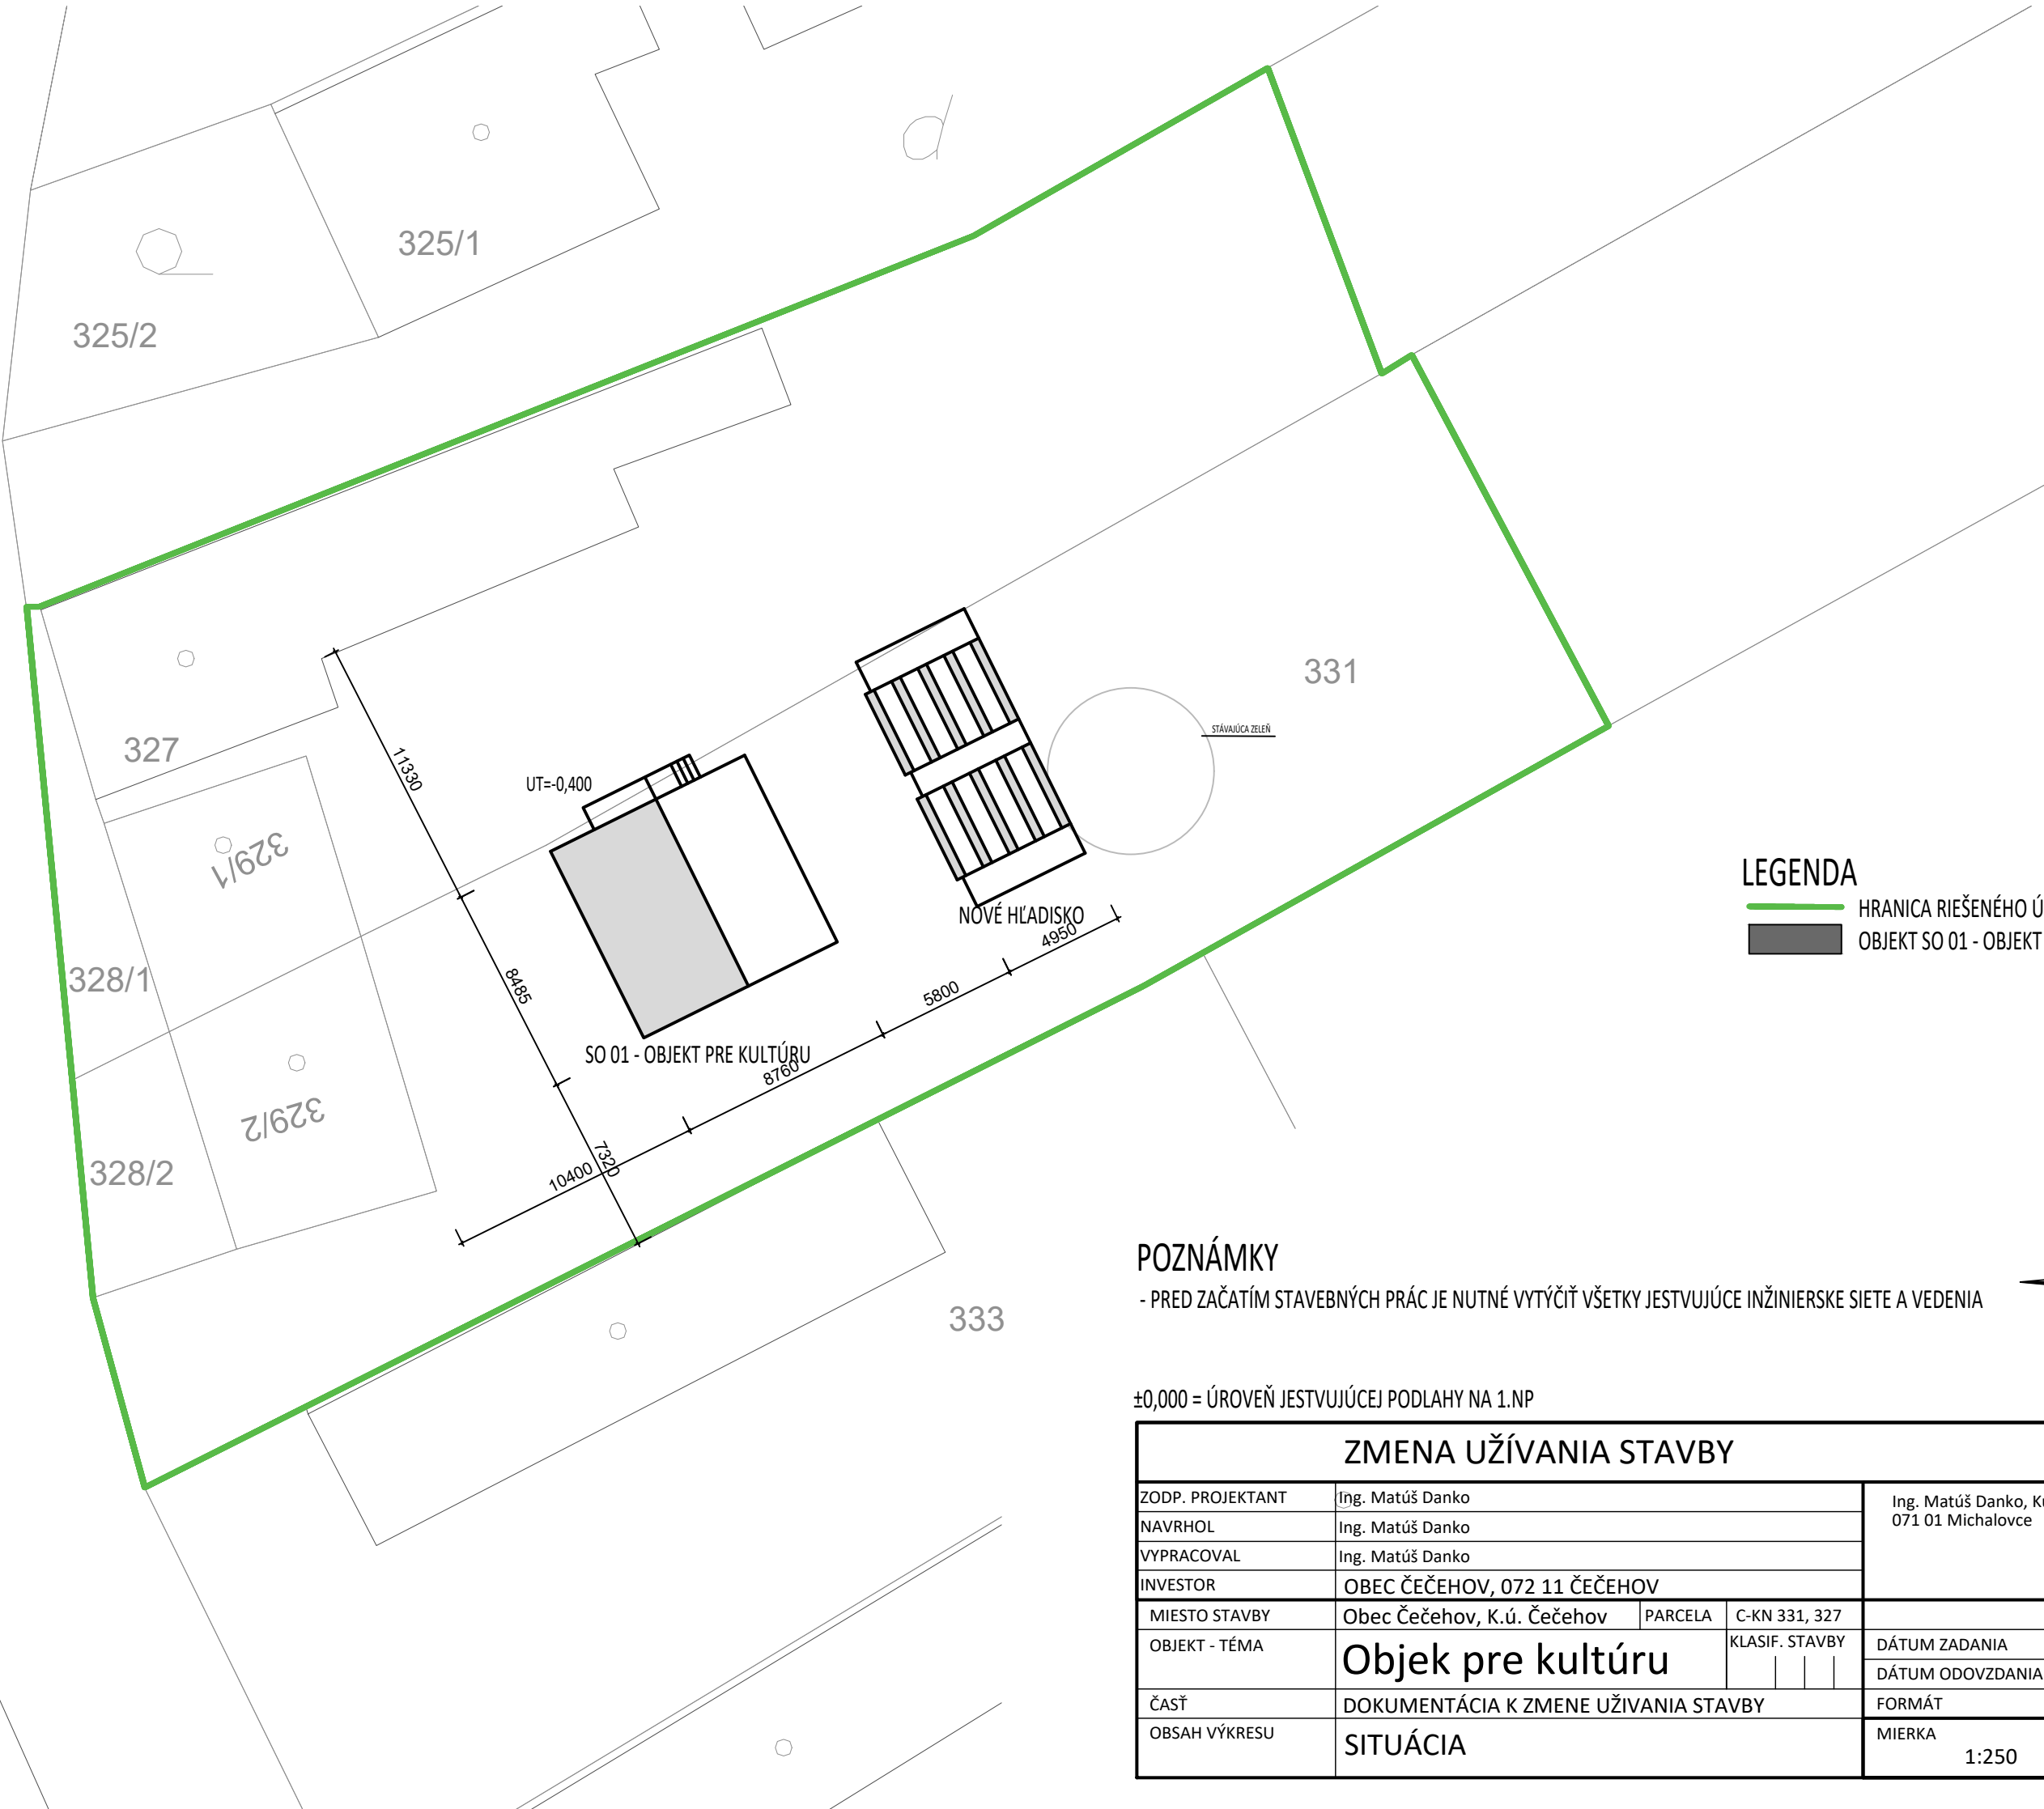 325/1
325/2
331
STÁVAJÚCA ZELEŇ
327
11330
UT=-0,400
329/1
LEGENDA
HRANICA RIEŠENÉHO Ú
OBJEKT SO 01 - OBJEKT
NOVÉ HĽADISKO
4950
328/1
8485
5800
SO 01 - OBJEKT PRE KULTÚRU
8760
329/2
328/2
7320
10400
333
POZNÁMKY
- PRED ZAČATÍM STAVEBNÝCH PRÁC JE NUTNÉ VYTÝČIŤ VŠETKY JESTVUJÚCE INŽINIERSKE SIETE A VEDENIA
±0,000 = ÚROVEŇ JESTVUJÚCEJ PODLAHY NA 1.NP
ZMENA UŽÍVANIA STAVBY
ZODP. PROJEKTANT Ing. Matúš Danko
NAVRHOL Ing. Matúš Danko
VYPRACOVAL Ing. Matúš Danko
INVESTOR OBEC ČEČEHOV, 072 11 ČEČEHOV
Ing. Matúš Danko, Ku
071 01 Michalovce
MIESTO STAVBY Obec Čečehov, K.ú. Čečehov PARCELA C-KN 331, 327
OBJEKT - TÉMA Objek pre kultúru KLASIF. STAVBY
DÁTUM ZADANIA
DÁTUM ODOVZDANIA
ČASŤ DOKUMENTÁCIA K ZMENE UŽIVANIA STAVBY
FORMÁT
OBSAH VÝKRESU SITUÁCIA
MIERKA
1:250